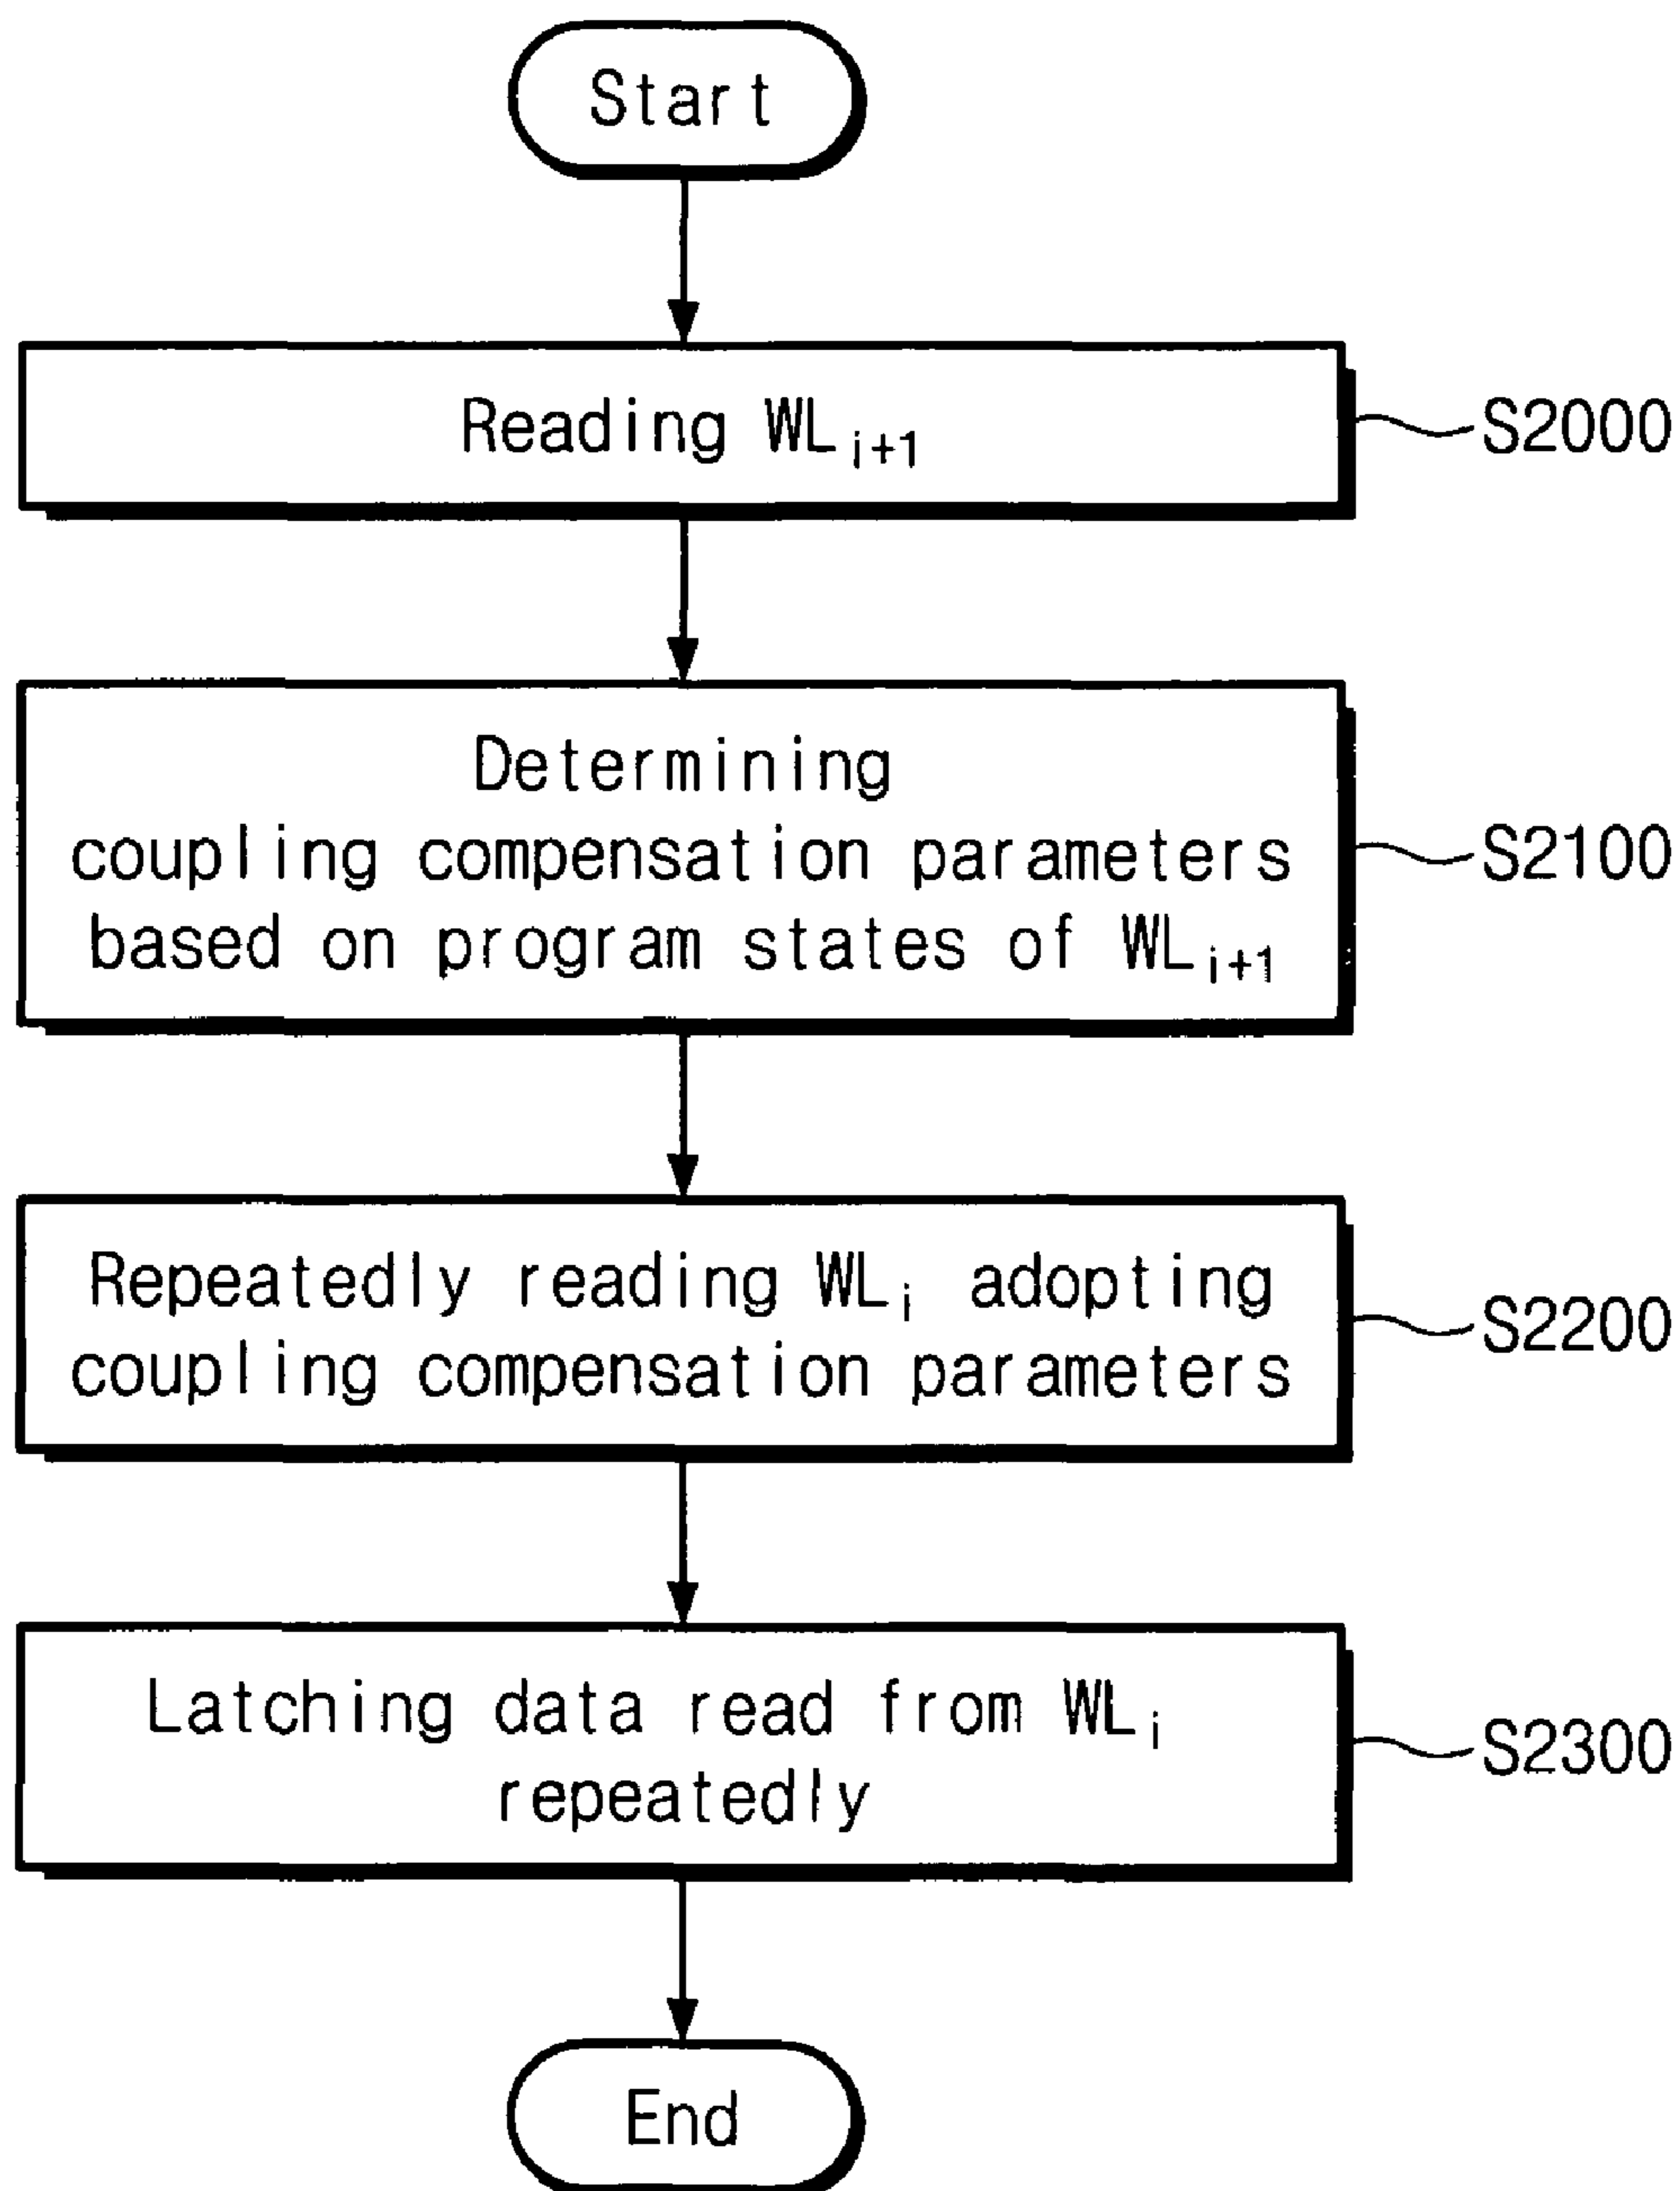 Start
Reading WLi+1
S2000
Determining
coupling compensation parameters
based on program states of WLi+1
S2100
Repeatedly reading WLi adopting
coupling compensation parameters
S2200
Latching data read from WLi
repeatedly
S2300
End